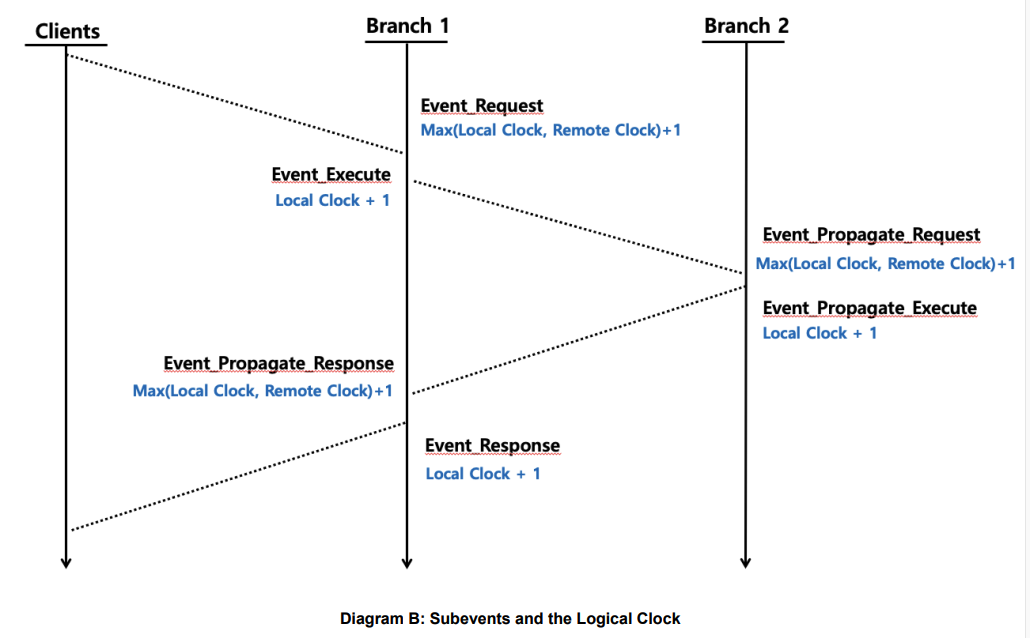 Clients
Branch 1
Branch 2
Event_Request
Max(Local Clock, Remote Clock)+1
Event_Execute
Local Clock + 1
Event_Propagate_Request
Max(Local Clock, Remote Clock)+1
Event_Propagate_Execute
Local Clock + 1
Event_Propagate_Response
Max(Local Clock, Remote Clock)+1
Event_Response
Local Clock + 1
Diagram B: Subevents and the Logical Clock